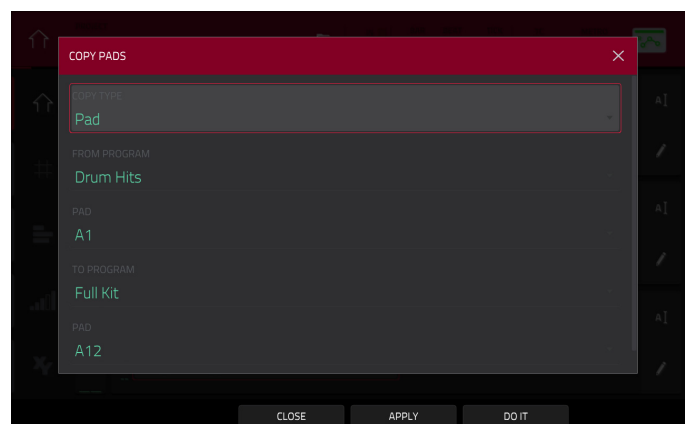 COPY PADS
COPY TYPE
Pad
FROM PROGRAM
Drum Hits
PAD
A1
TO PROGRAM
Full Kit
PAD
A12
CLOSE APPLY DO IT